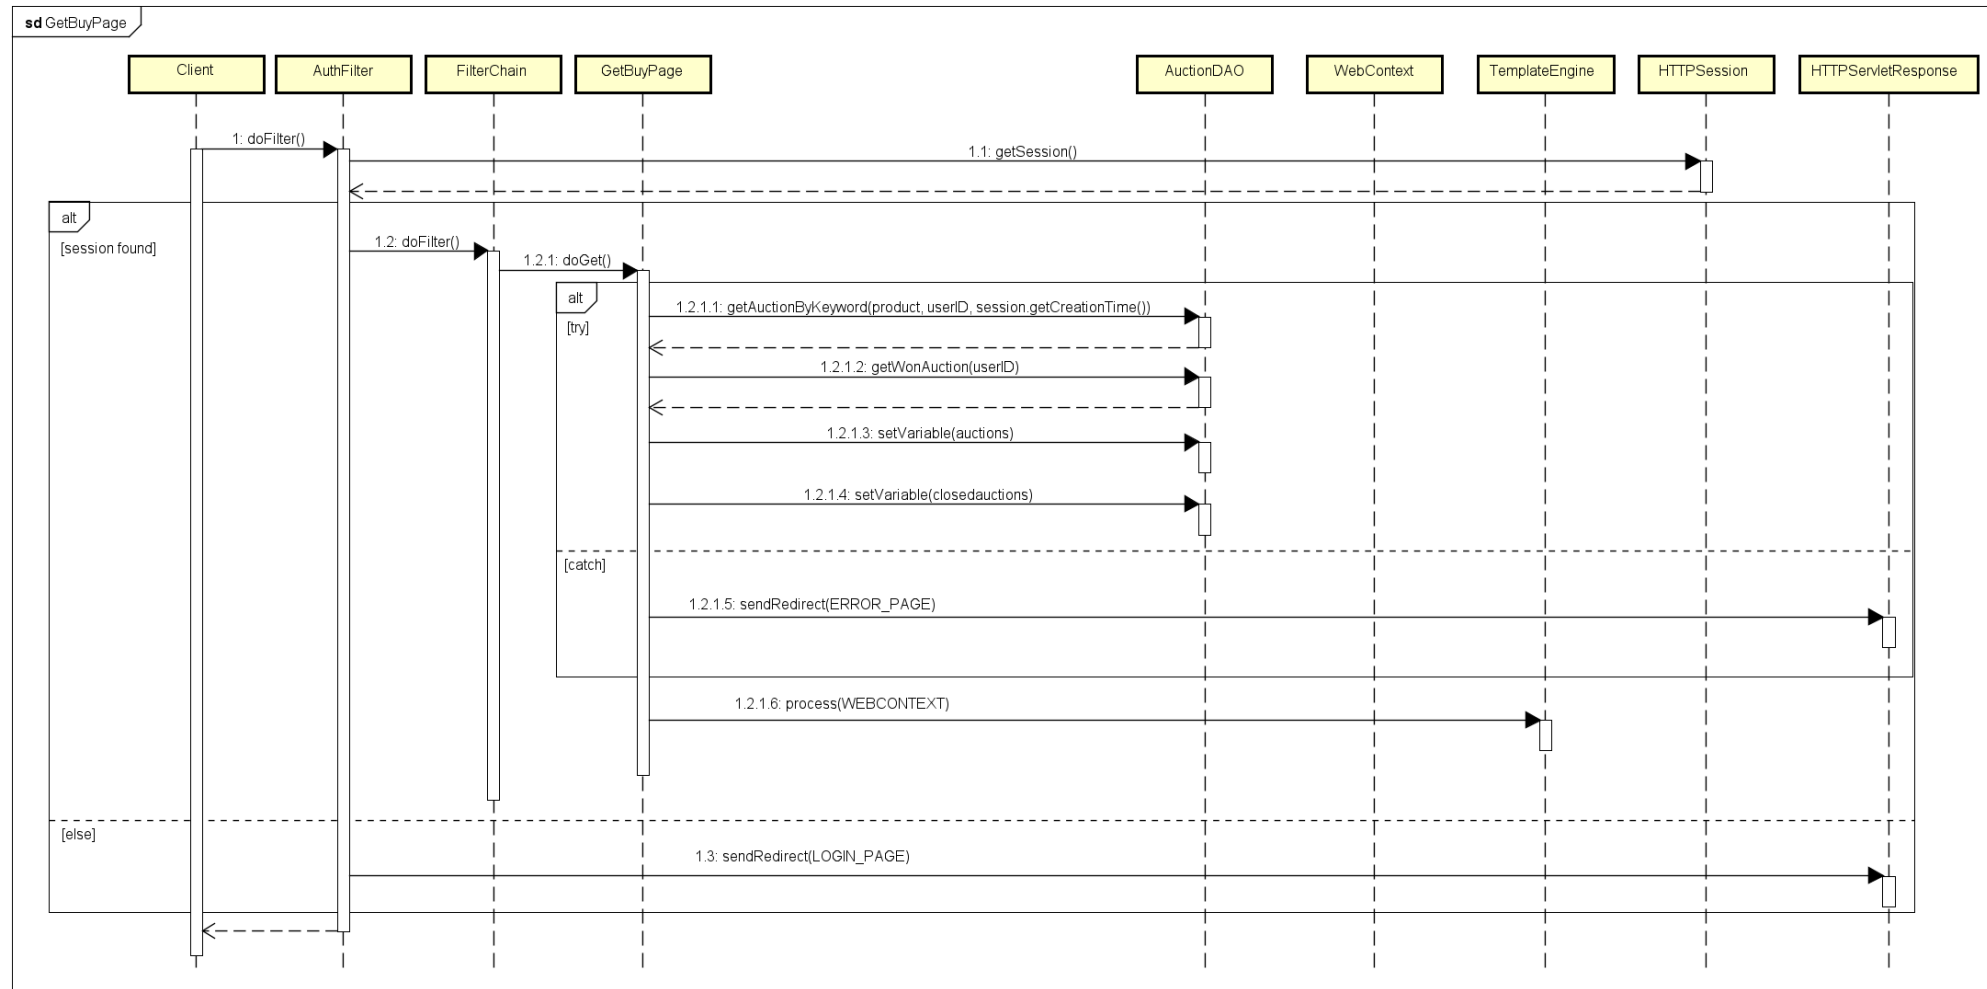 sd GetBuyPage
Client
AuthFilter
FilterChain
GetBuyPage
AuctionDAO
WebContext
TemplateEngine
HTTPSession
HTTPServletResponse
1: doFilter()
1.1: getSession()
alt
[session found]
1.2: doFilter()
1.2.1: doGet()
alt
[try]
1.2.1.1: getAuctionByKeyword(product, userID, session.getCreationTime())
1.2.1.2: getWonAuction(userID)
1.2.1.3: setVariable(auctions)
1.2.1.4: setVariable(closedauctions)
[catch]
1.2.1.5: sendRedirect(ERROR_PAGE)
1.2.1.6: process(WEBCONTEXT)
[else]
1.3: sendRedirect(LOGIN_PAGE)